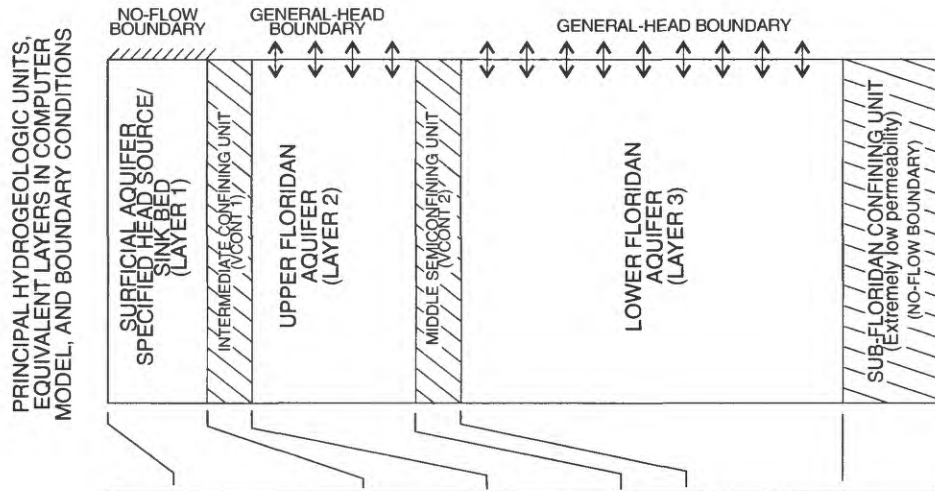 NO-FLOW
BOUNDARY
GENERAL-HEAD
BOUNDARY
GENERAL-HEAD BOUNDARY
PRINCIPAL HYDROGEOLOGIC UNITS,
EQUIVALENT LAYERS IN COMPUTER
MODEL, AND BOUNDARY CONDITION
SURFICIAL AQUIFER
SPECIFIED HEAD SOURCE/
SINK BED
(LAYER 1)
INTERMEDIATE CONFINING UNIT
(VCONT 1)
UPPER FLORIDAN
AQUIFER
(LAYER 2)
MIDDLE SEMICONFINING UNIT
(VCONT 2)
LOWER FLORIDAN
AQUIFER
(LAYER 3)
SUB-FLORIDAN CONFINING UNIT
(Extremely low permeability)
(NO-FLOW BOUNDARY)